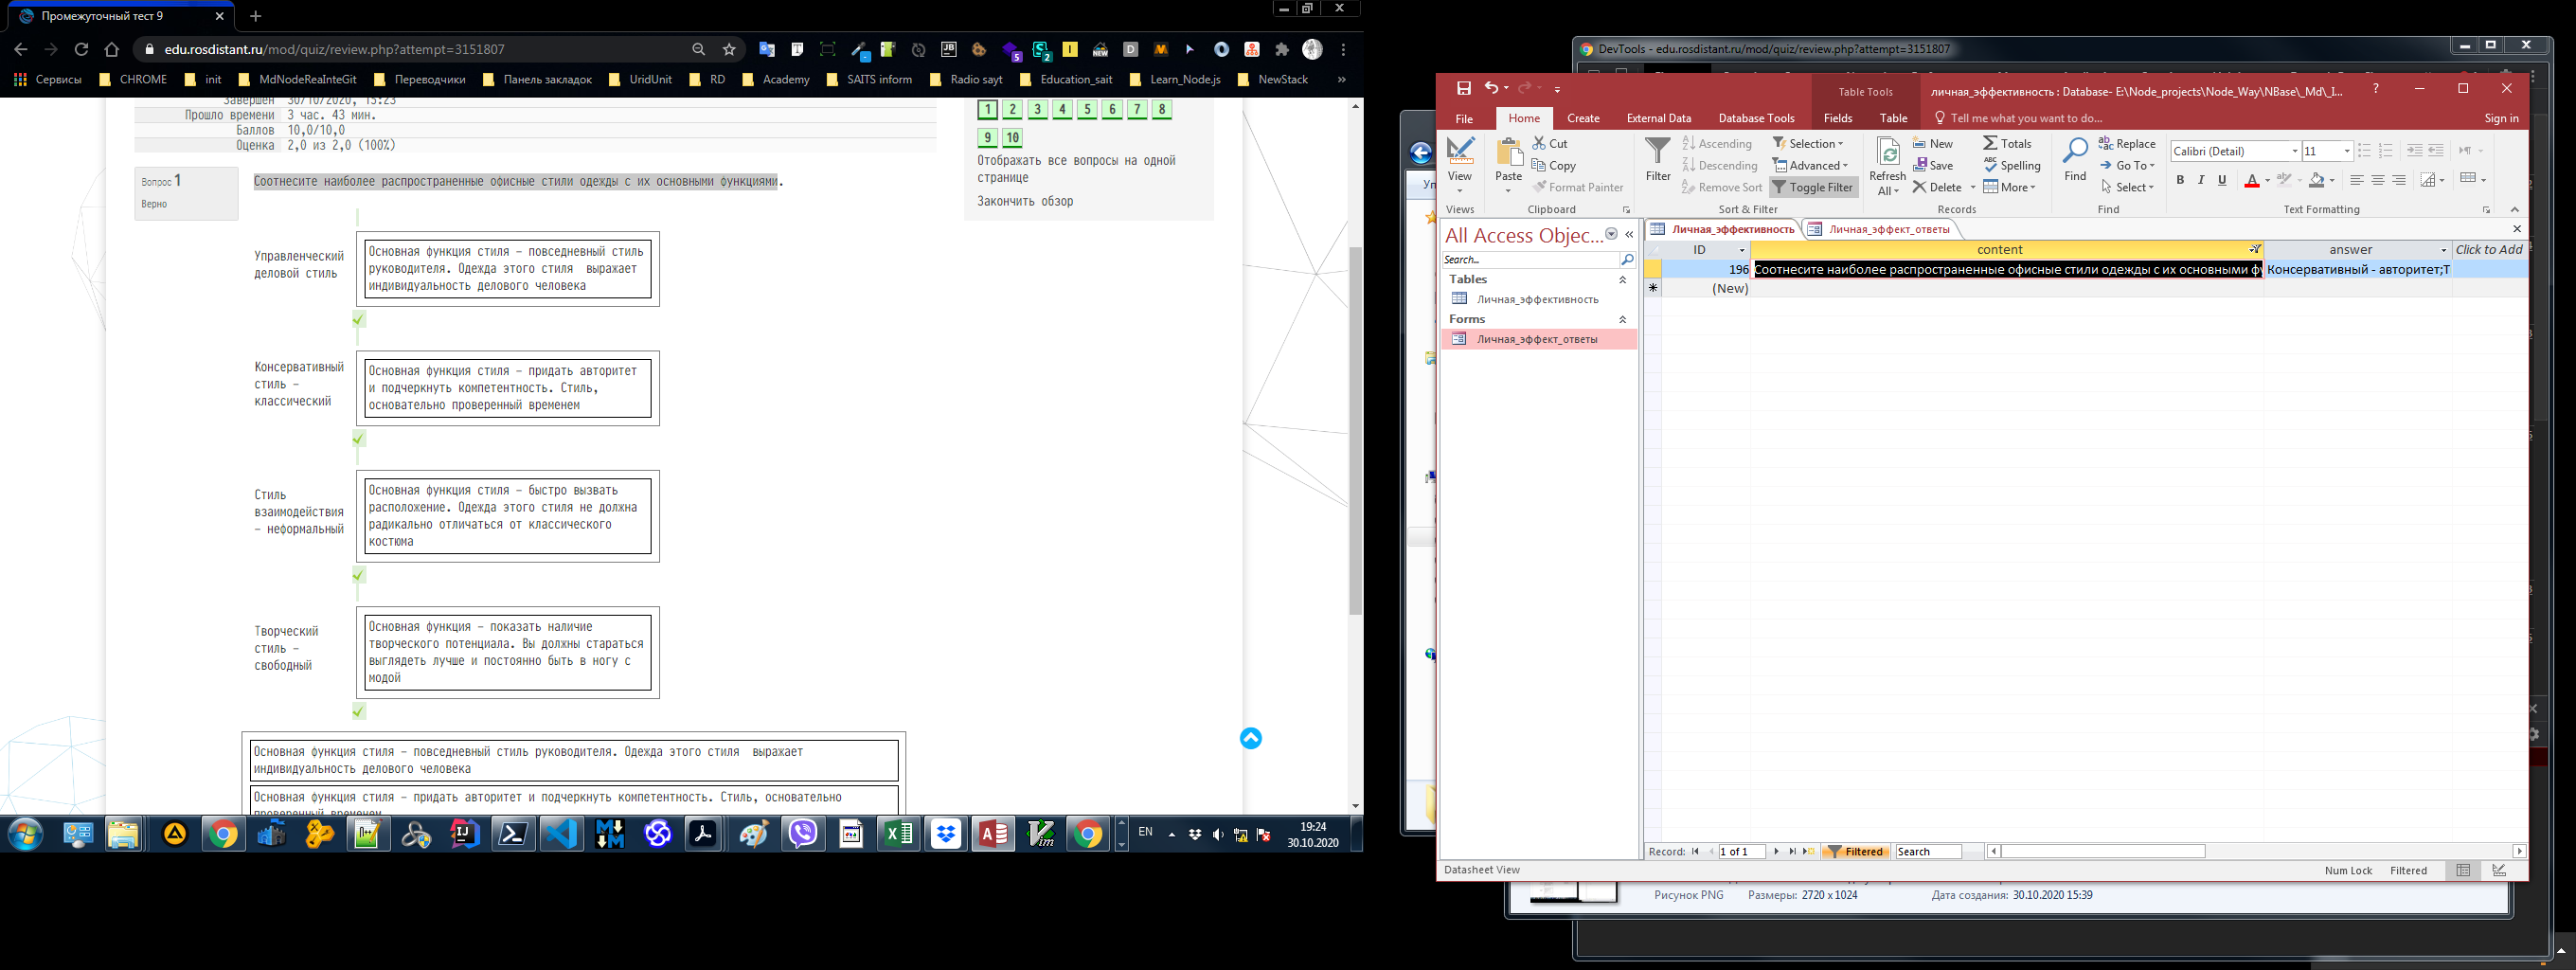 Промежуточный тест 9
edu.rosdistant.ru/mod/quiz/review.php?attempt=3151807
Сервисы CHROME init MdNodeReaInteGit Переводчики Панель закладок UridUnit RD Academy SAITS inform Radio sayt Education_sait Learn_Node.js NewStack »
Завершен 30/10/2020, 15:23
Прошло времени 3 час. 43 мин.
Баллов 10,0/10,0
Оценка 2,0 из 2,0 (100%)
1 2 3 4 5 6 7 8
9 10
Отображать все вопросы на одной
странице
Закончить обзор
Вопрос 1
Верно
Соотнесите наиболее распространенные офисные стили одежды с их основными функциями.
Управленческий
деловой стиль
Основная функция стиля – повседневный стиль
руководителя. Одежда этого стиля выражает
индивидуальность делового человека
Консервативный
стиль –
классический
Основная функция стиля – придать авторитет
и подчеркнуть компетентность. Стиль,
основательно проверенный временем
Стиль
взаимодействия
– неформальный
Основная функция стиля – быстро вызвать
расположение. Одежда этого стиля не должна
радикально отличаться от классического
костюма
Творческий
стиль –
свободный
Основная функция – показать наличие
творческого потенциала. Вы должны стараться
выглядеть лучше и постоянно быть в ногу с
модой
Основная функция стиля – повседневный стиль руководителя. Одежда этого стиля выражает
индивидуальность делового человека
Основная функция стиля – придать авторитет и подчеркнуть компетентность. Стиль, основательно
проверенный временем
EN
19:24
30.10.2020
DevTools - edu.rosdistant.ru/mod/quiz/review.php?attempt=3151807
Table Tools
личная_эффективность : Database- E:\Node_projects\Node_Way\NBase\_Md\_I...
File Home Create External Data Database Tools Fields Table Tell me what you want to do...
Sign in
View
Views
Paste
Cut
Copy
Format Painter
Clipboard
Filter
Ascending
Descending
Remove Sort
Selection
Advanced
Toggle Filter
Sort & Filter
Refresh
All
New
Save
Delete
Totals
Spelling
More
Records
Find
Replace
Go To
Select
Find
Calibri (Detail) 11
B I U A
Text Formatting
All Access Objec...
Search...
Tables
Личная_эффективность
Forms
Личная_эффект_ответы
Личная_эффективность Личная_эффект_ответы
ID content answer Click to Add
196 Соотнесите наиболее распространенные офисные стили одежды с их основными фу Консервативный - авторитет;Т
(New)
Record: 1 of 1 Filtered Search
Datasheet View
Num Lock Filtered
Рисунок PNG Размеры: 2720 x 1024 Дата создания: 30.10.2020 15:39